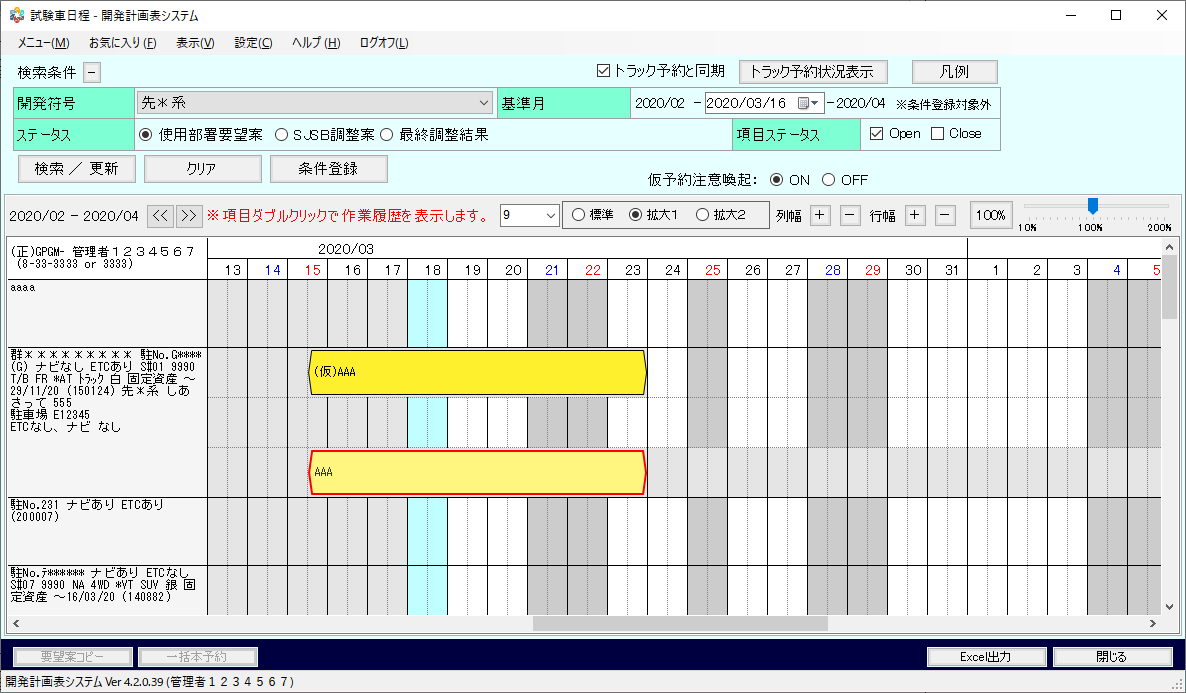 試験車日程 - 開発計画表システム
メニュー(M) お気に入り(F) 表示(V) 設定(C) ヘルプ(H) ログオフ(L)
検索条件 − トラック予約と同期 トラック予約状況表示 凡例
開発符号 先＊系 基準月 2020/02 − 2020/03/16 −2020/04 ※条件登録対象外
ステータス 使用部署要望案 SJSB調整案 最終調整結果 項目ステータス Open Close
検索 ／ 更新 クリア 条件登録 仮予約注意喚起: ON OFF
2020/02 − 2020/04 << >> ※項目ダブルクリックで作業履歴を表示します。 9 標準 拡大1 拡大2 列幅 + − 行幅 + − 100% 10% 100% 200%
(正)GPGM- 管理者１２３４５６７
(8-33-3333 or 3333)
2020/03
13 14 15 16 17 18 19 20 21 22 23 24 25 26 27 28 29 30 31 1 2 3 4 5
aaaa
群＊＊＊＊＊＊＊＊＊ 駐No.G****
(G) ナビなし ETCあり S#01 9990
T/B FR *AT ﾄﾗｯｸ 白 固定資産 ～
29/11/20 (150124) 先＊系 しあ
さって 555
駐車場 E12345
ETCなし、ナビ なし
(仮)AAA
AAA
駐No.231 ナビあり ETCあり
(200007)
駐No.ﾃ****** ナビあり ETCなし
S#07 9990 NA 4WD *VT SUV 銀 固
定資産 ～16/03/20 (140882)
要望案コピー 一括本予約 Excel出力 閉じる
開発計画表システム Ver 4.2.0.39 (管理者１２３４５６７)